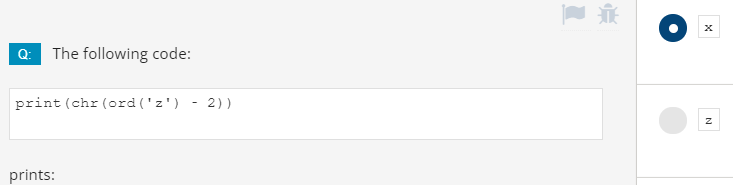 Q: The following code:
print(chr(ord('z') - 2))
prints:
x
z